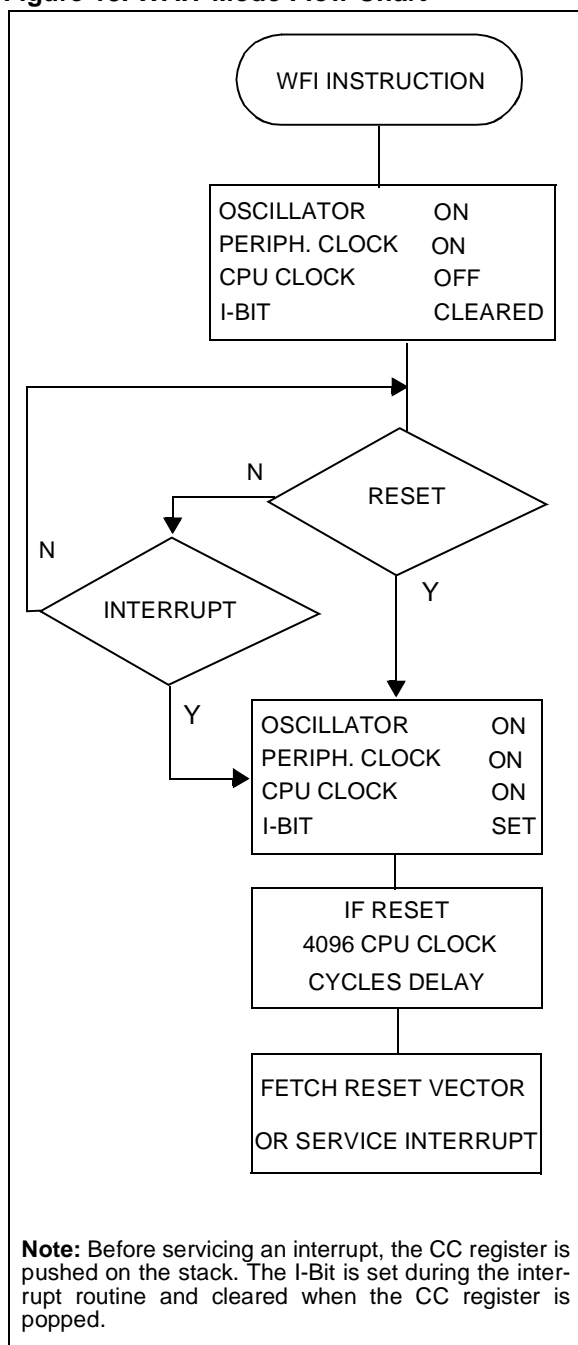 WFI INSTRUCTION
OSCILLATOR ON
PERIPH. CLOCK ON
CPU CLOCK OFF
I-BIT CLEARED
N
RESET
N
INTERRUPT
Y
Y
OSCILLATOR ON
PERIPH. CLOCK ON
CPU CLOCK ON
I-BIT SET
IF RESET
4096 CPU CLOCK
CYCLES DELAY
FETCH RESET VECTOR
OR SERVICE INTERRUPT
Note: Before servicing an interrupt, the CC register is
pushed on the stack. The I-Bit is set during the inter-
rupt routine and cleared when the CC register is
popped.